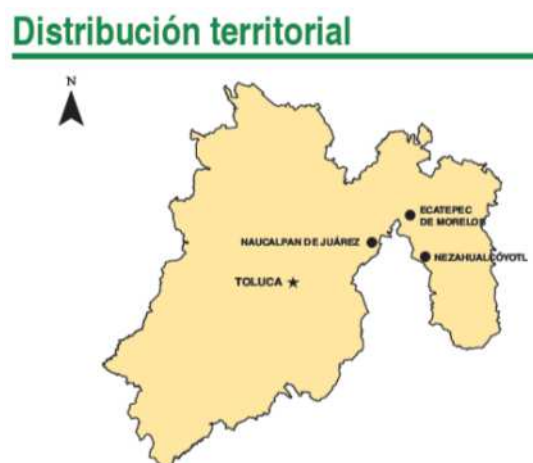 Distribución territorial
N
ECATEPEC
DE MORELOS
NAUCALPAN DE JUÁREZ
NEZAHUALCÓYOTL
TOLUCA